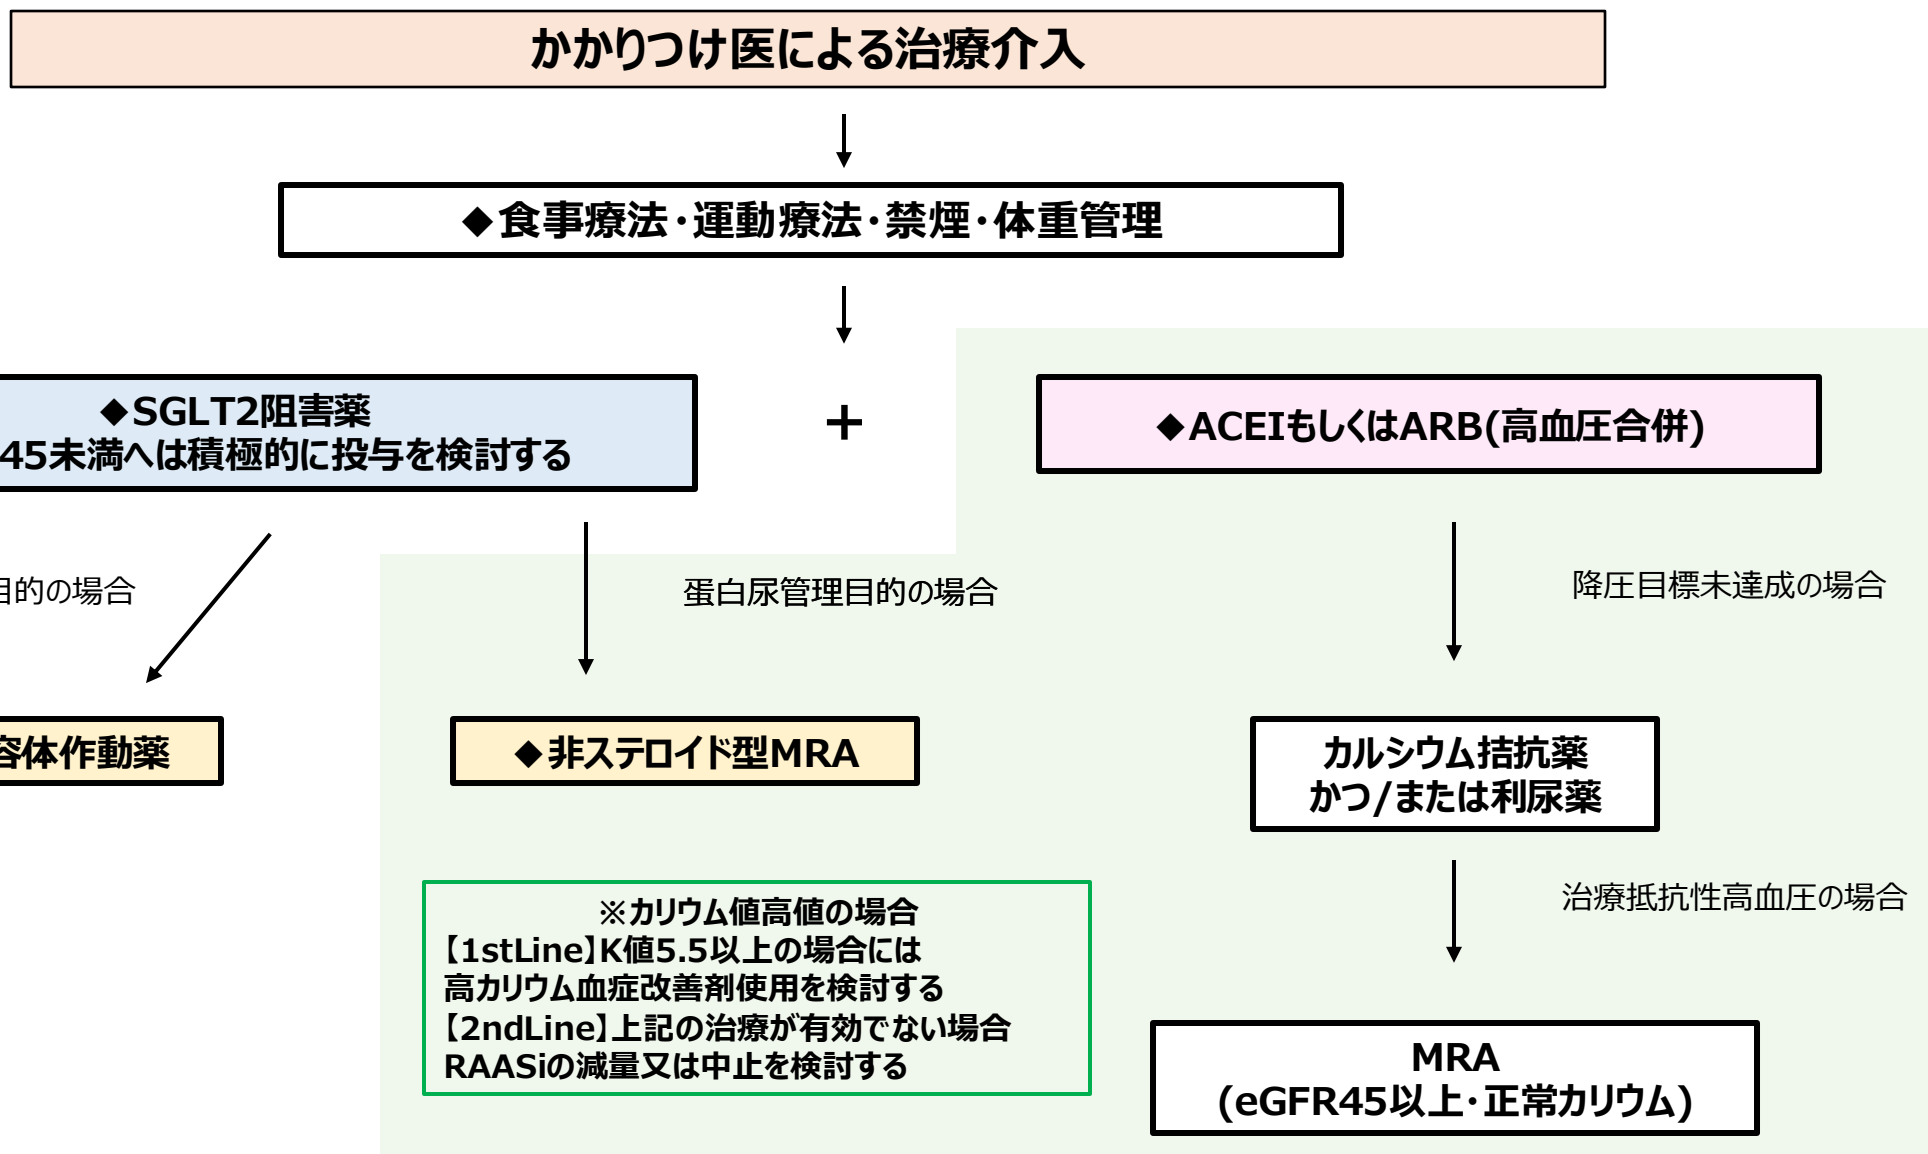 かかりつけ医による治療介入
◆食事療法・運動療法・禁煙・体重管理
◆SGLT2阻害薬
45未満へは積極的に投与を検討する
+
◆ACEIもしくはARB(高血圧合併)
目的の場合
蛋白尿管理目的の場合
降圧目標未達成の場合
容体作動薬
◆非ステロイド型MRA
カルシウム拮抗薬
かつ/または利尿薬
治療抵抗性高血圧の場合
※カリウム値高値の場合
【1stLine】K値5.5以上の場合には
高カリウム血症改善剤使用を検討する
【2ndLine】上記の治療が有効でない場合
RAASiの減量又は中止を検討する
MRA
(eGFR45以上・正常カリウム)